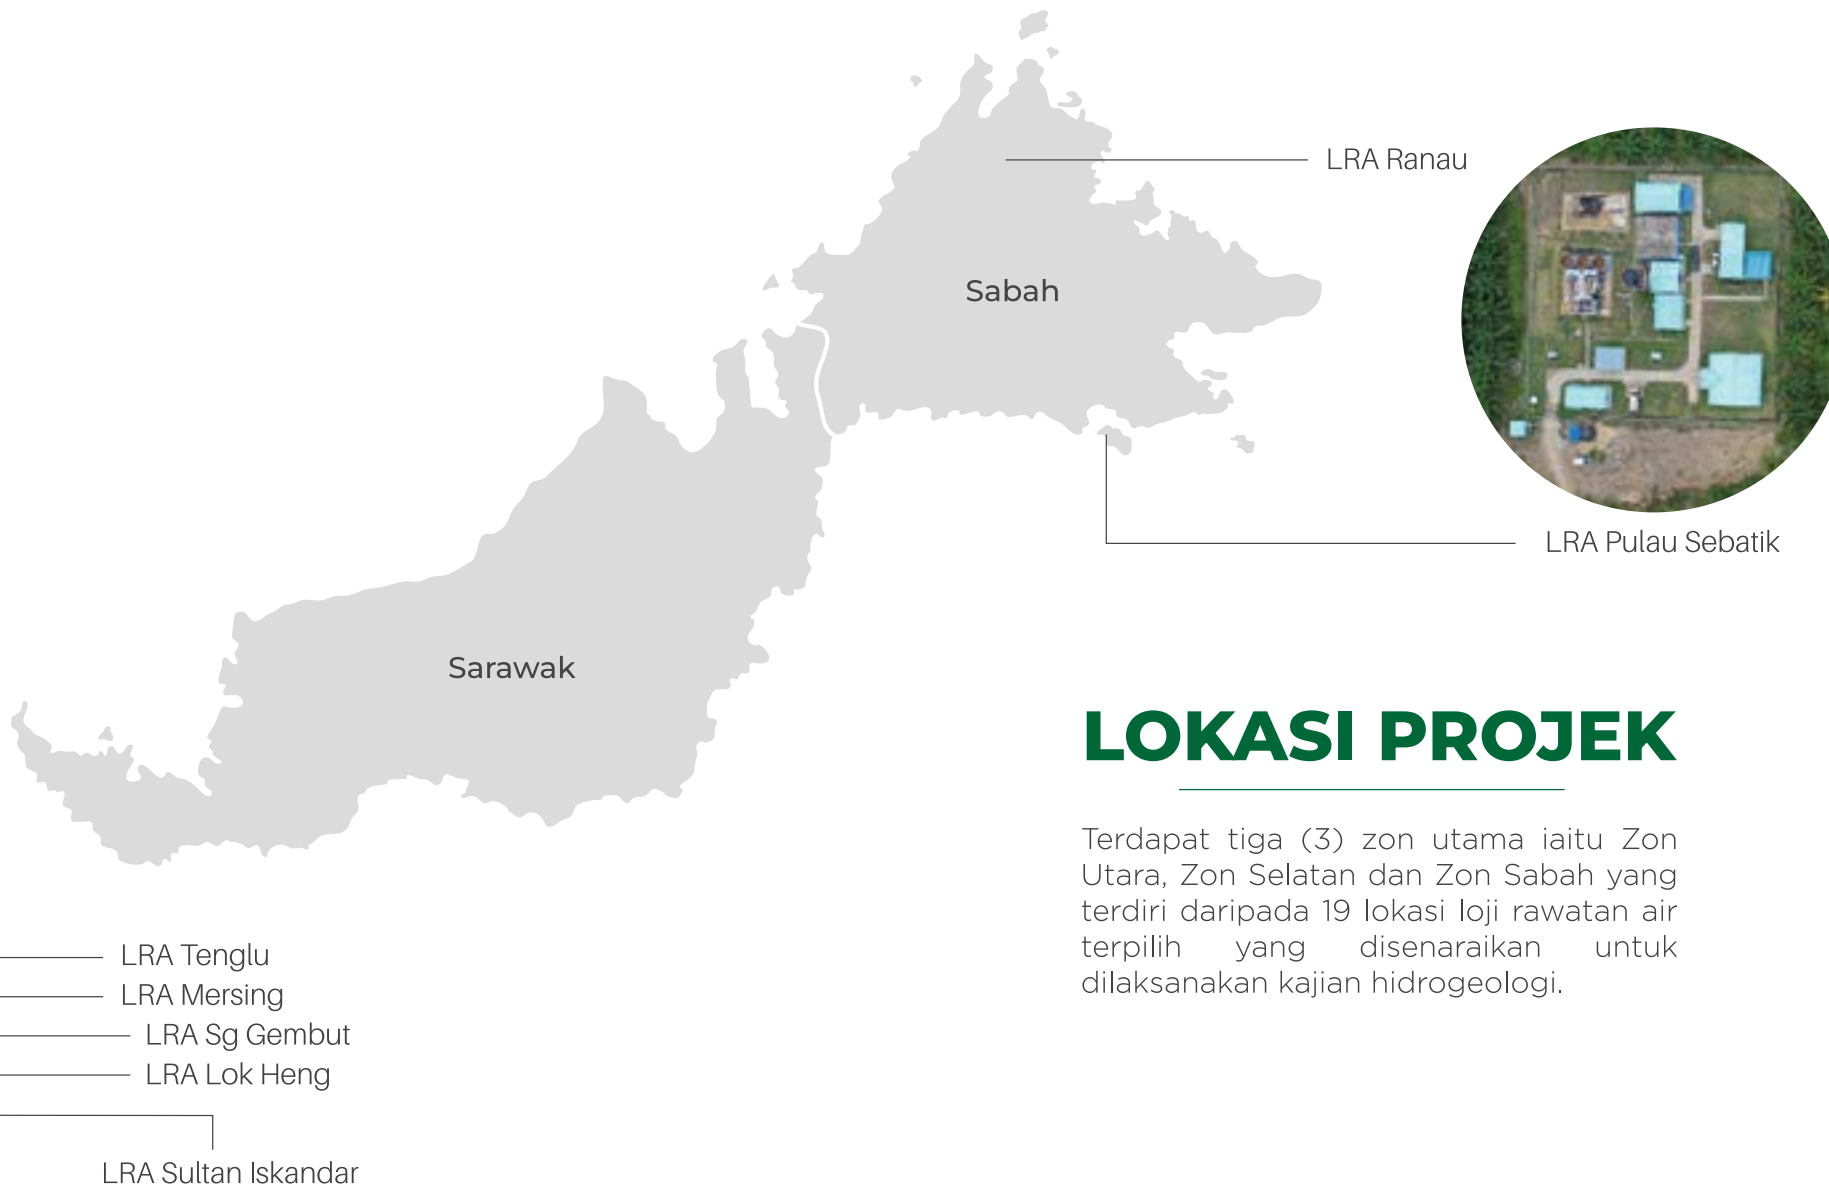 LRA Ranau
Sabah
LRA Pulau Sebatik
Sarawak
LOKASI PROJEK
Terdapat tiga (3) zon utama iaitu Zon
Utara, Zon Selatan dan Zon Sabah yang
terdiri daripada 19 lokasi loji rawatan air
terpilih yang disenaraikan untuk
dilaksanakan kajian hidrogeologi.
LRA Tenglu
LRA Mersing
LRA Sg Gembut
LRA Lok Heng
LRA Sultan Iskandar